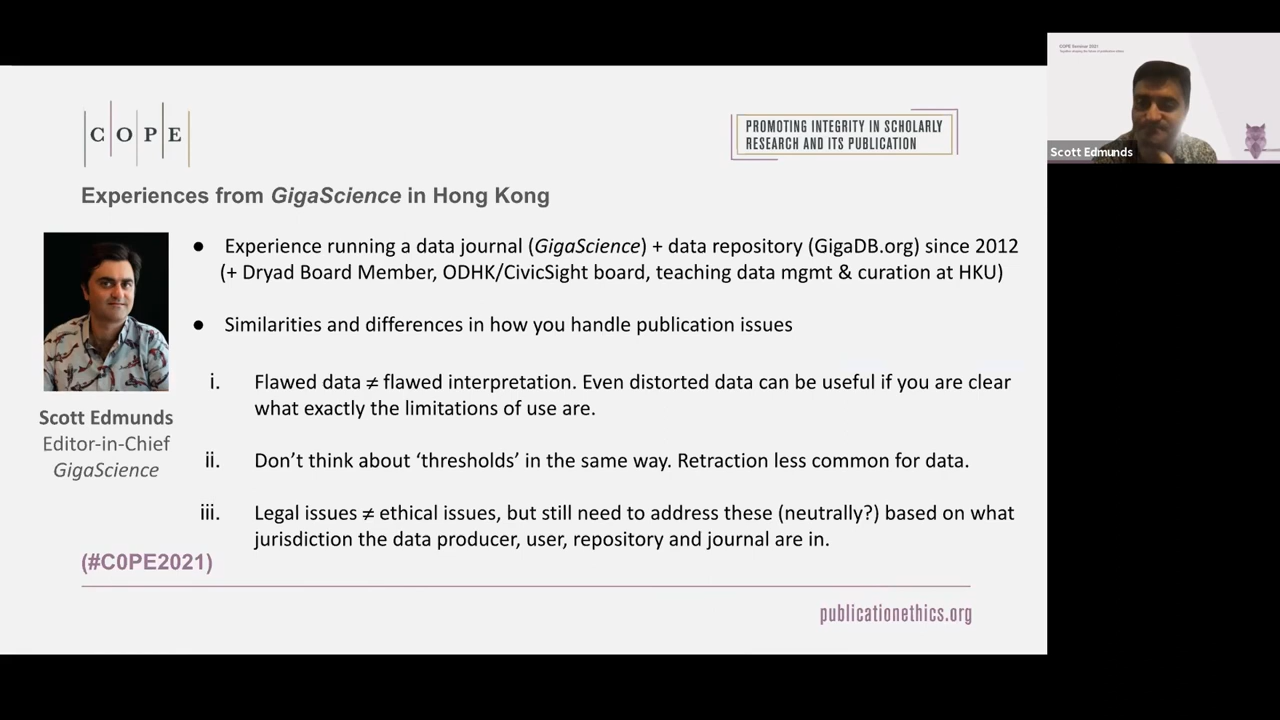 COPE
PROMOTING INTEGRITY IN SCHOLARLY
RESEARCH AND ITS PUBLICATION
Experiences from GigaScience in Hong Kong
● Experience running a data journal (GigaScience) + data repository (GigaDB.org) since 2012
(+ Dryad Board Member, ODHK/CivicSight board, teaching data mgmt & curation at HKU)
● Similarities and differences in how you handle publication issues
i. Flawed data ≠ flawed interpretation. Even distorted data can be useful if you are clear
what exactly the limitations of use are.
ii. Don’t think about ‘thresholds’ in the same way. Retraction less common for data.
iii. Legal issues ≠ ethical issues, but still need to address these (neutrally?) based on what
jurisdiction the data producer, user, repository and journal are in.
Scott Edmunds
Editor-in-Chief
GigaScience
(#C0PE2021)
publicationethics.org
COPE Seminar 2021
Scott Edmunds